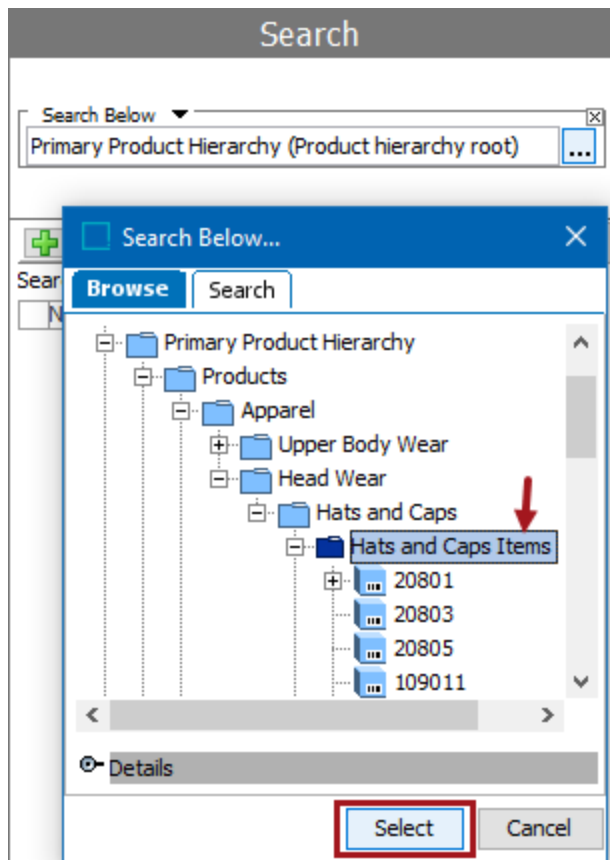 Search
Search Below
Primary Product Hierarchy (Product hierarchy root)
...
Search Below...
Browse
Search
Primary Product Hierarchy
Products
Apparel
Upper Body Wear
Head Wear
Hats and Caps
Hats and Caps Items
20801
20803
20805
109011
Details
Select
Cancel